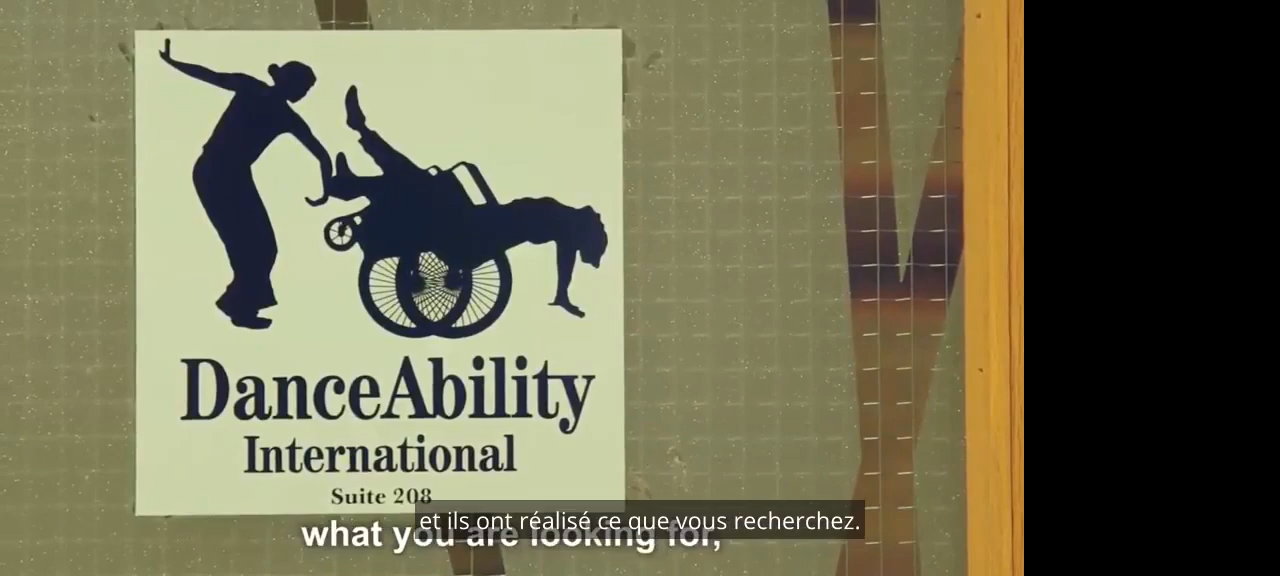 DanceAbility
International
Suite 208
et ils ont réalisé ce que vous recherchez.
what you are looking for,